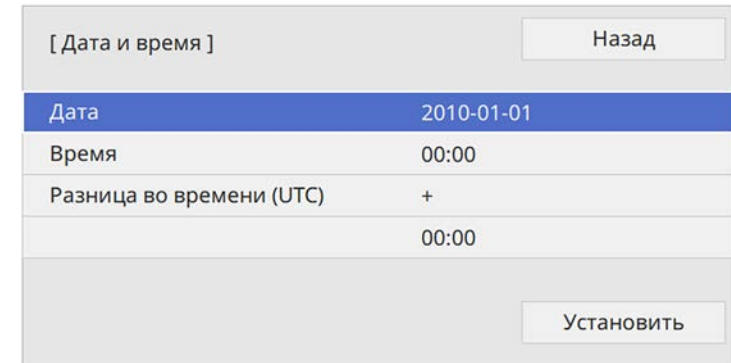 [ Дата и время ] Назад
Дата 2010-01-01
Время 00:00
Разница во времени (UTC) +
00:00
Установить